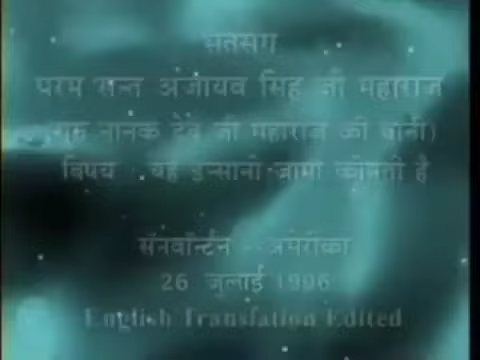 सतसंग
परम सन्त अजायब सिंह जी महाराज
(गुरु नानक देव जी महाराज की बानी)
विषय : यह इन्सानी जामा कीमती है
सॅनबॉर्नटन - अमेरीका
26 जुलाई 1996
English Translation Edited